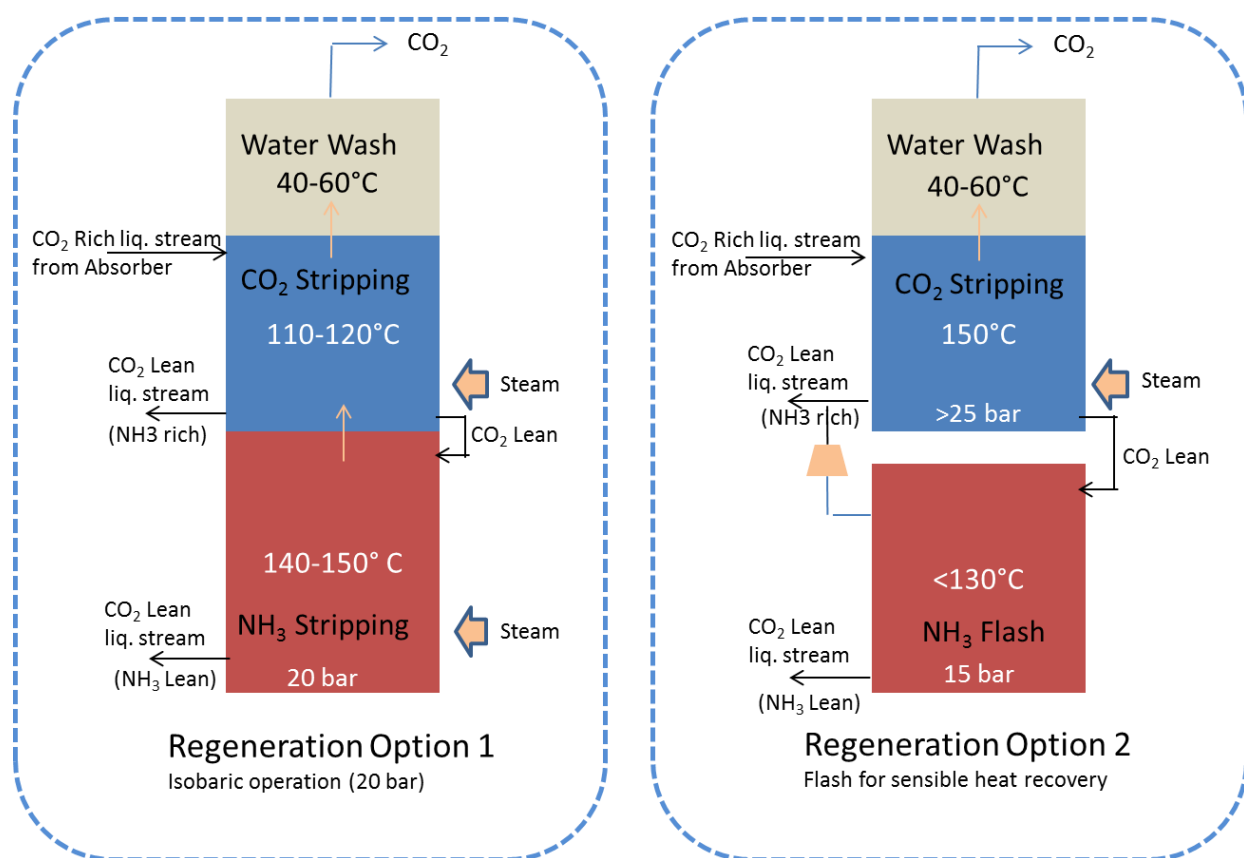 CO₂
Water Wash
40-60°C
CO₂ Rich liq. stream
from Absorber
CO₂ Stripping
110-120°C
CO₂ Lean
liq. stream
(NH3 rich)
Steam
CO₂ Lean
140-150° C
CO₂ Lean
liq. stream
(NH₃ Lean)
NH₃ Stripping
Steam
20 bar
Regeneration Option 1
Isobaric operation (20 bar)
CO₂
Water Wash
40-60°C
CO₂ Rich liq. stream
from Absorber
CO₂ Stripping
150°C
CO₂ Lean
liq. stream
(NH3 rich)
Steam
>25 bar
CO₂ Lean
<130°C
CO₂ Lean
liq. stream
(NH₃ Lean)
NH₃ Flash
15 bar
Regeneration Option 2
Flash for sensible heat recovery